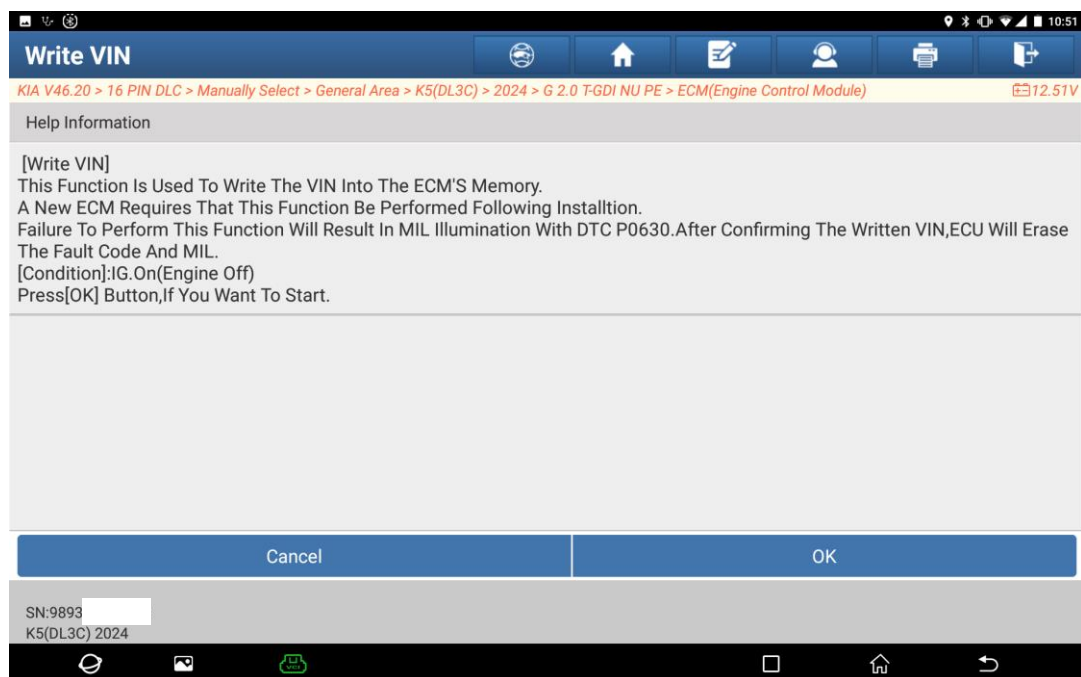 10:51
Write VIN
KIA V46.20 > 16 PIN DLC > Manually Select > General Area > K5(DL3C) > 2024 > G 2.0 T-GDI NU PE > ECM(Engine Control Module) 12.51V
Help Information
[Write VIN]
This Function Is Used To Write The VIN Into The ECM'S Memory.
A New ECM Requires That This Function Be Performed Following Installtion.
Failure To Perform This Function Will Result In MIL Illumination With DTC P0630.After Confirming The Written VIN,ECU Will Erase
The Fault Code And MIL.
[Condition]:IG.On(Engine Off)
Press[OK] Button,If You Want To Start.
Cancel OK
SN:9893
K5(DL3C) 2024
VCI